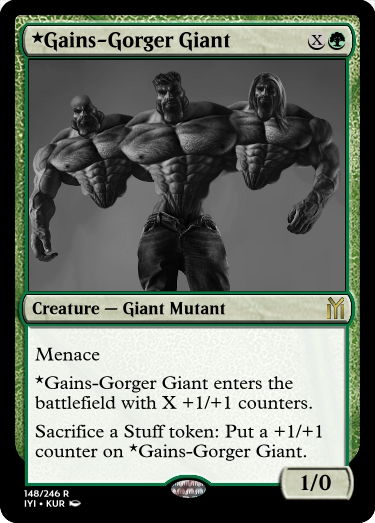 ★Gains-Gorger Giant X
Creature — Giant Mutant
Menace
★Gains-Gorger Giant enters the
battlefield with X +1/+1 counters.
Sacrifice a Stuff token: Put a +1/+1
counter on ★Gains-Gorger Giant.
1/0
148/246 R
IYI • KUR